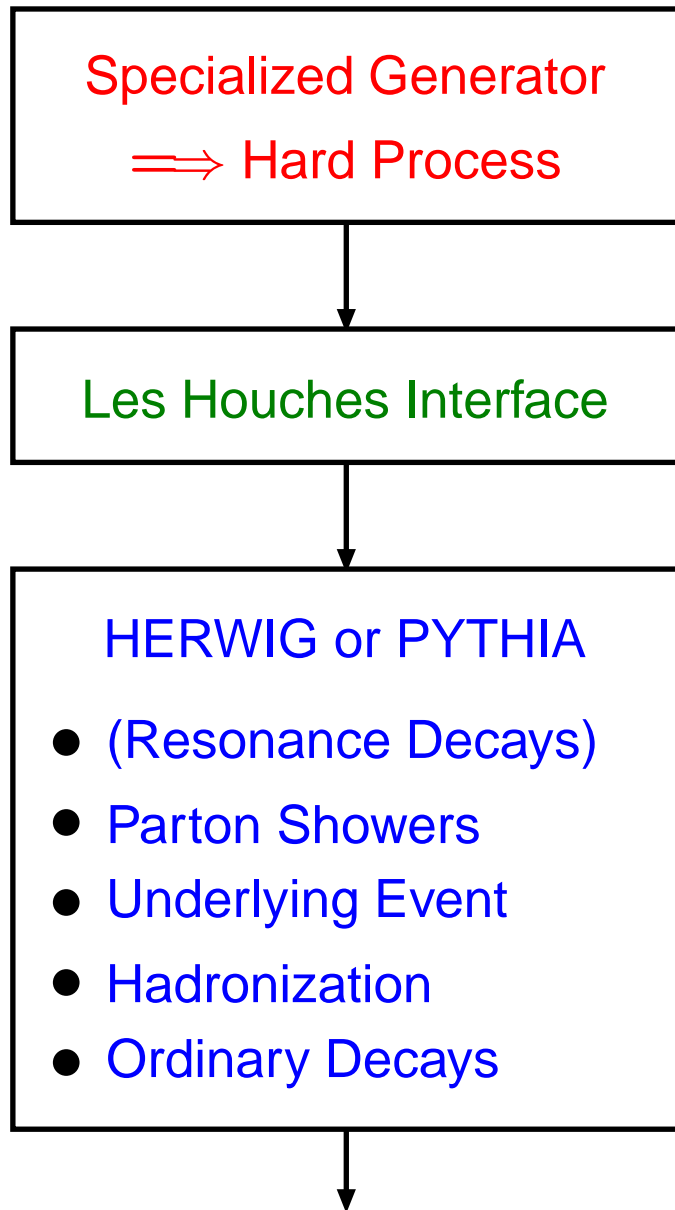 Specialized Generator
⟹ Hard Process
Les Houches Interface
HERWIG or PYTHIA
● (Resonance Decays)
● Parton Showers
● Underlying Event
● Hadronization
● Ordinary Decays